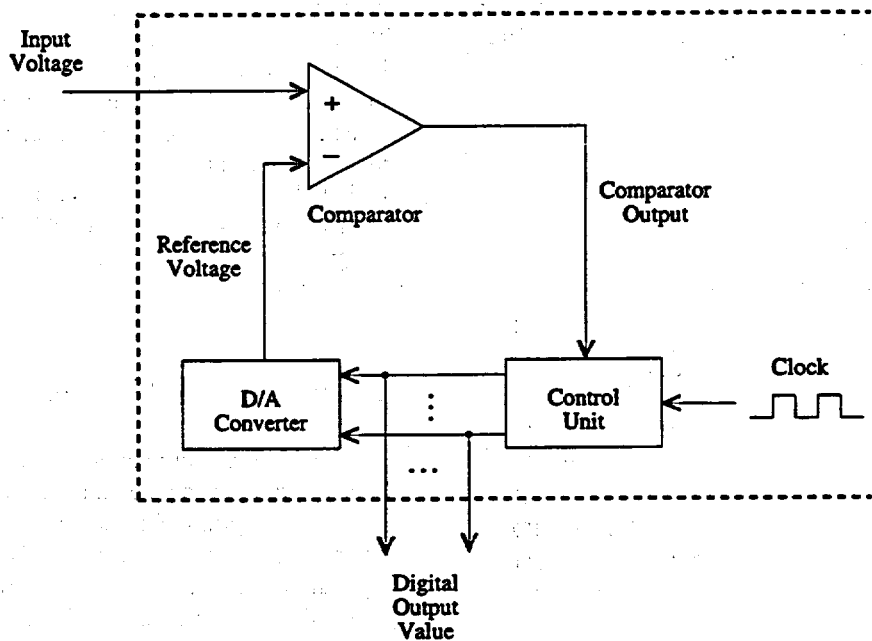 Input
Voltage
+
−
Comparator
Comparator
Output
Reference
Voltage
D/A
Converter
Control
Unit
Clock
Digital
Output
Value